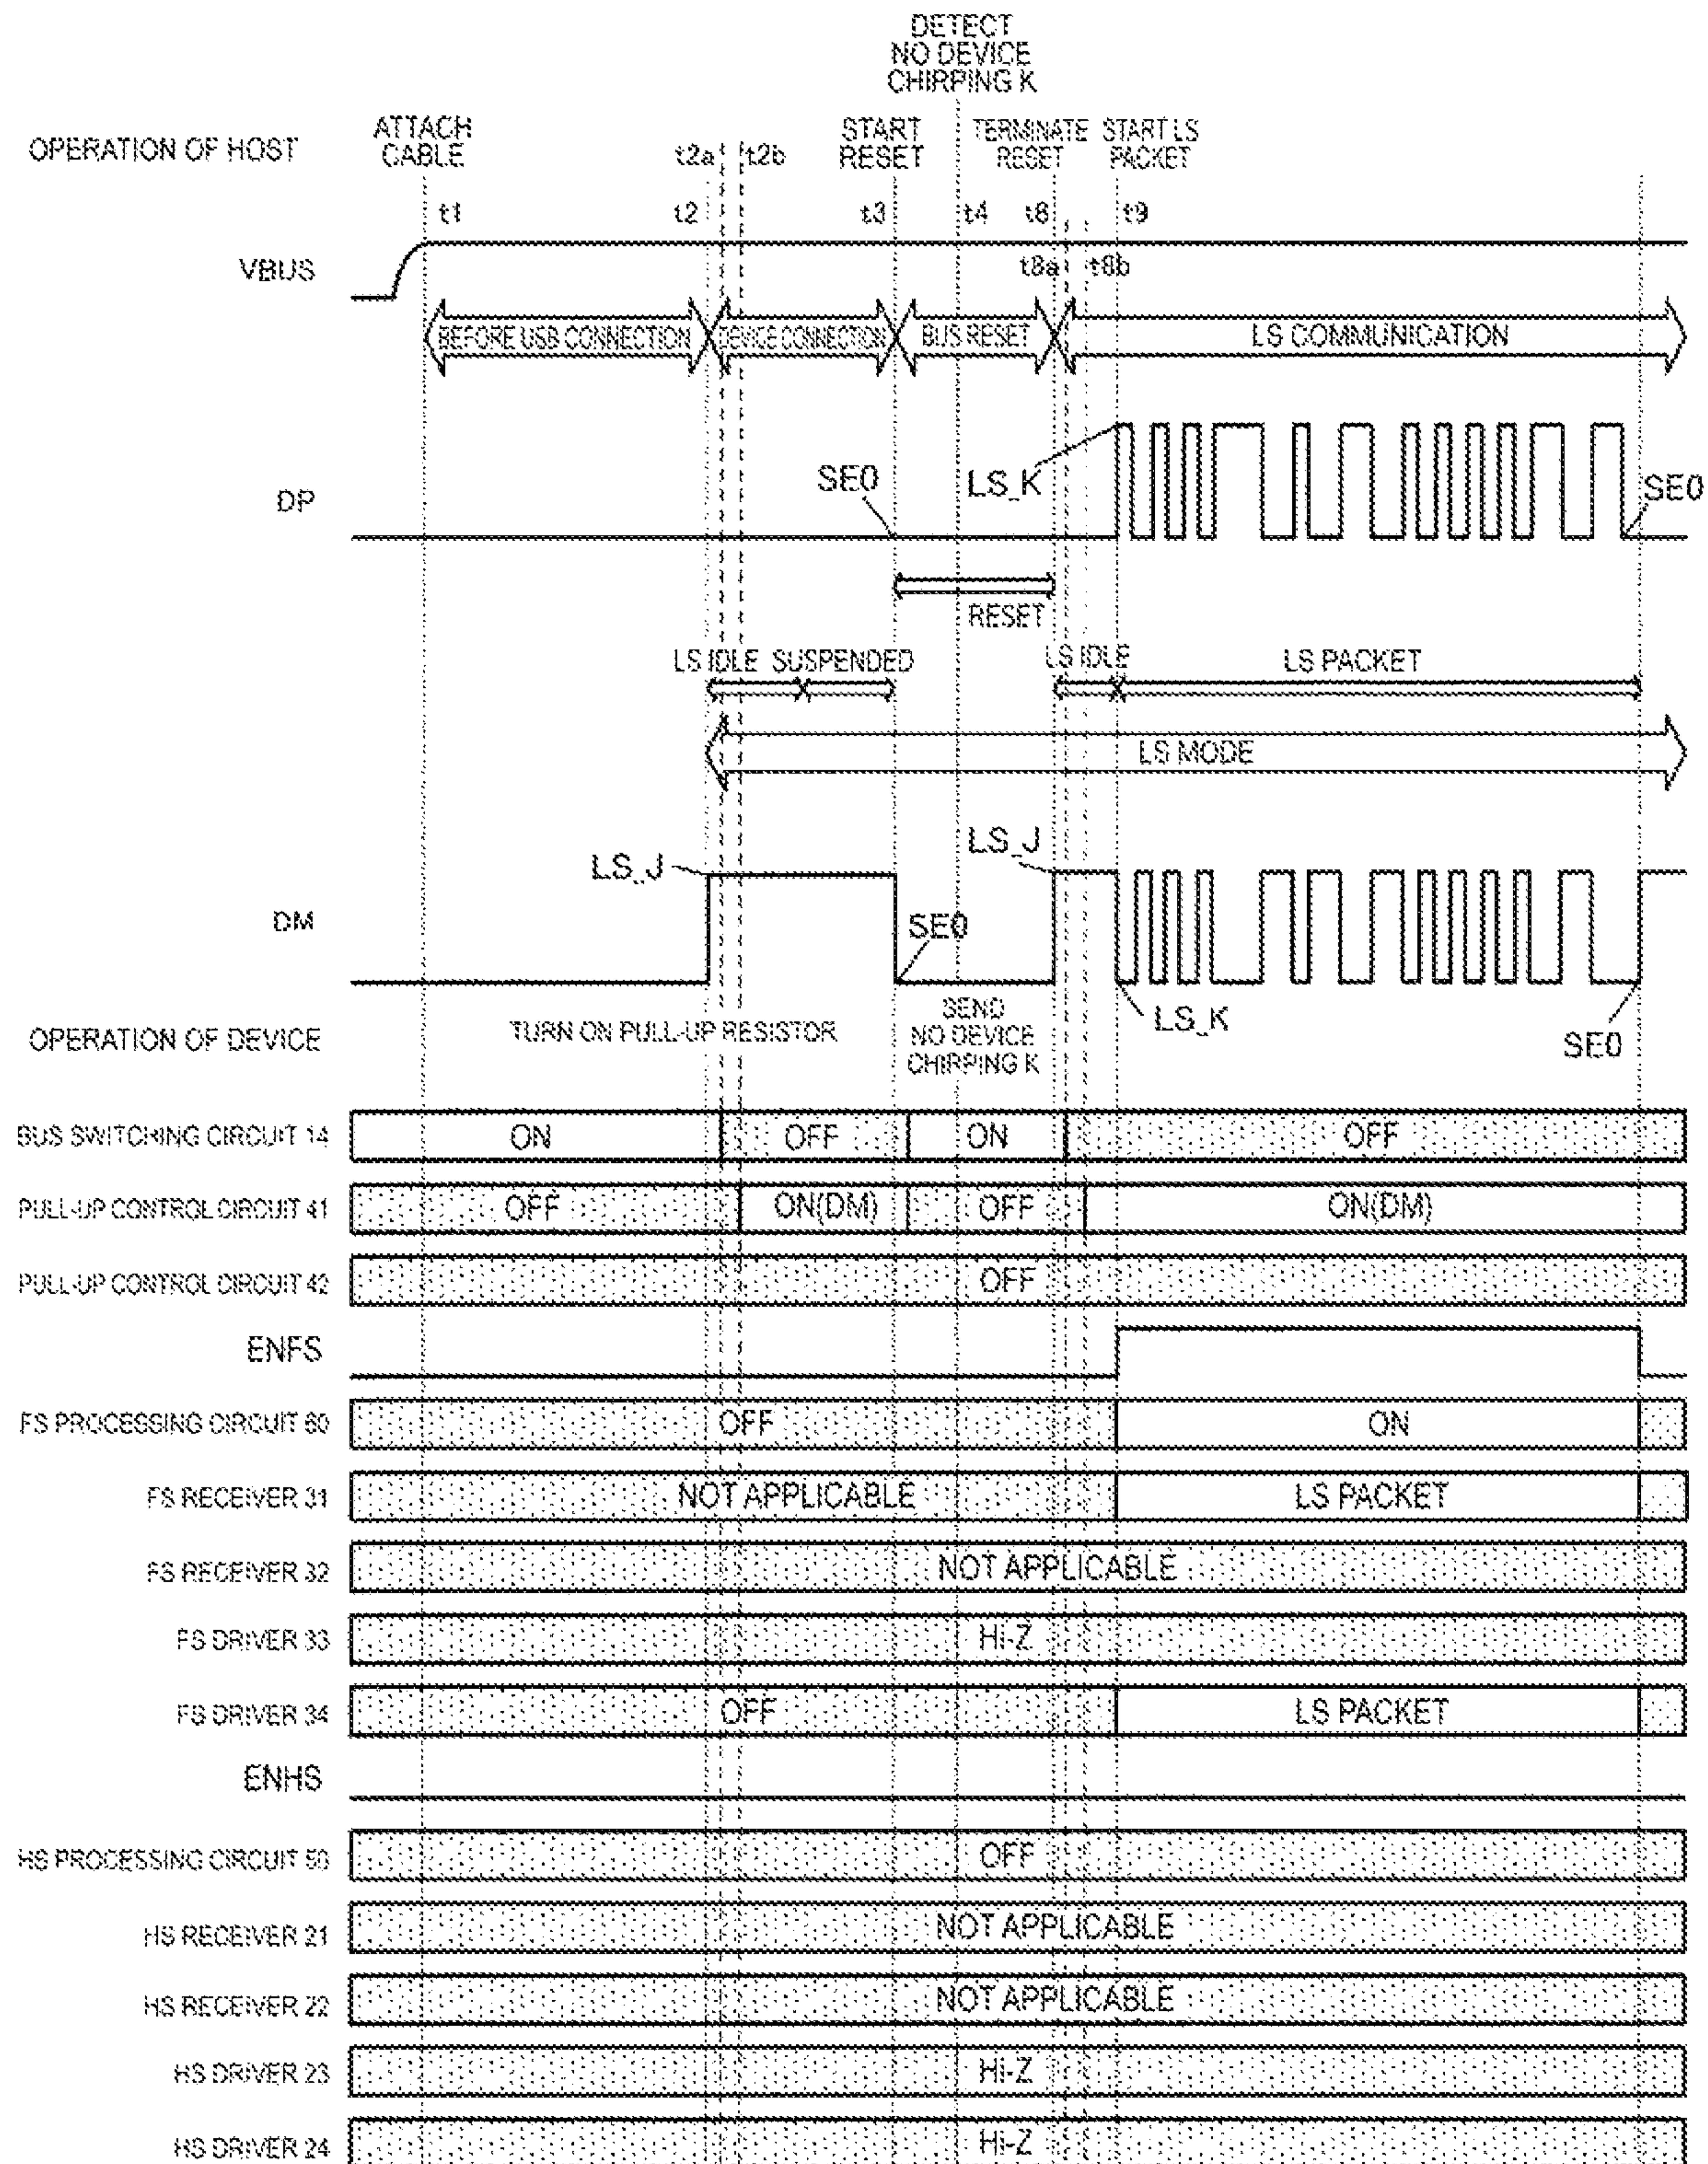 DETECT
NO DEVICE
CHIRPING K
OPERATION OF HOST
ATTACH
CABLE
t2a
t2b
START
RESET
TERMINATE
RESET
START LS
PACKET
t1
t2
t3
t4
t8
t9
VBUS
t8a
t8b
BEFORE USB CONNECTION
DEVICE CONNECTION
BUS RESET
LS COMMUNICATION
DP
SE0
LS_K
SE0
RESET
LS IDLE
SUSPENDED
LS IDLE
LS PACKET
LS MODE
DM
LS_J
LS_J
SE0
LS_K
SE0
OPERATION OF DEVICE
TURN ON PULL-UP RESISTOR
SEND
NO DEVICE
CHIRPING K
BUS SWITCHING CIRCUIT 14
ON
OFF
ON
OFF
PULL-UP CONTROL CIRCUIT 41
OFF
ON(DM)
OFF
ON(DM)
PULL-UP CONTROL CIRCUIT 42
OFF
ENFS
FS PROCESSING CIRCUIT 60
OFF
ON
FS RECEIVER 31
NOT APPLICABLE
LS PACKET
FS RECEIVER 32
NOT APPLICABLE
FS DRIVER 33
Hi-Z
FS DRIVER 34
OFF
LS PACKET
ENHS
HS PROCESSING CIRCUIT 50
OFF
HS RECEIVER 21
NOT APPLICABLE
HS RECEIVER 22
NOT APPLICABLE
HS DRIVER 23
Hi-Z
HS DRIVER 24
Hi-Z